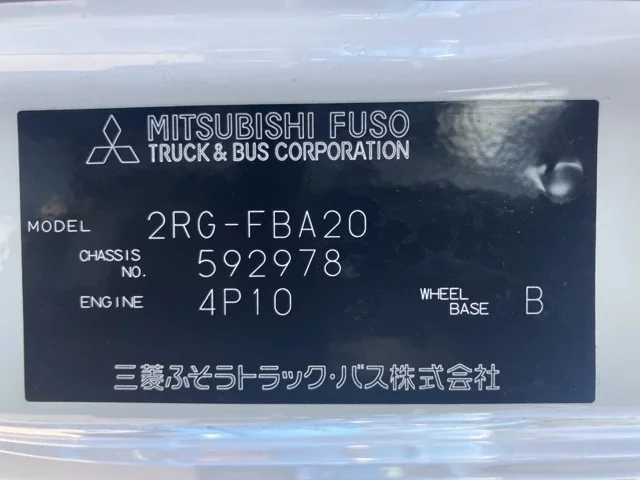 MITSUBISHI FUSO
TRUCK & BUS CORPORATION
MODEL 2RG-FBA20
CHASSIS NO. 592978
ENGINE 4P10 WHEEL BASE B
三菱ふそうトラック・バス株式会社